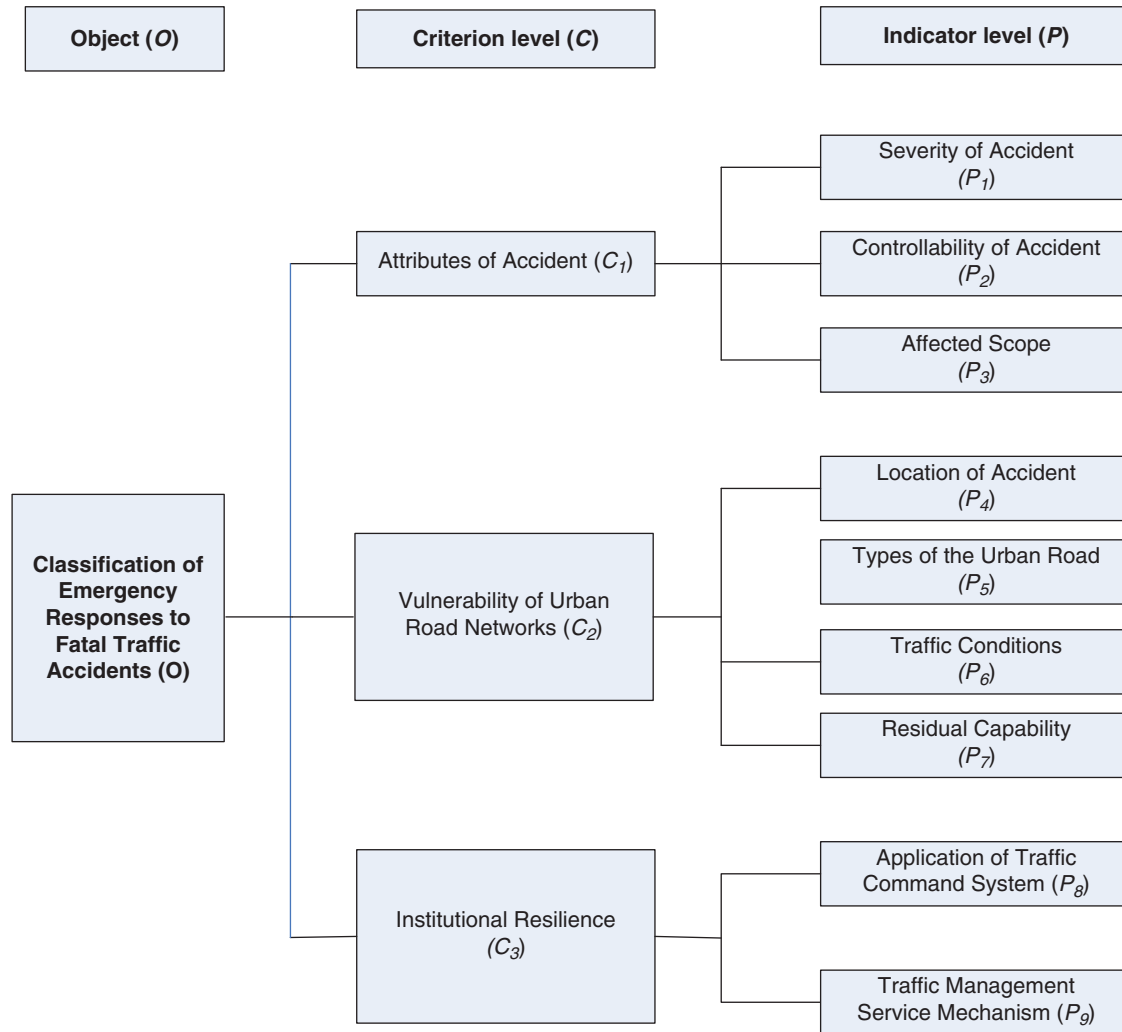 Object (O)
Criterion level (C)
Indicator level (P)
Severity of Accident
(P1)
Attributes of Accident (C1)
Controllability of Accident
(P2)
Affected Scope
(P3)
Classification of
Emergency
Responses to
Fatal Traffic
Accidents (O)
Vulnerability of Urban
Road Networks (C2)
Location of Accident
(P4)
Types of the Urban Road
(P5)
Traffic Conditions
(P6)
Residual Capability
(P7)
Institutional Resilience
(C3)
Application of Traffic
Command System (P8)
Traffic Management
Service Mechanism (P9)